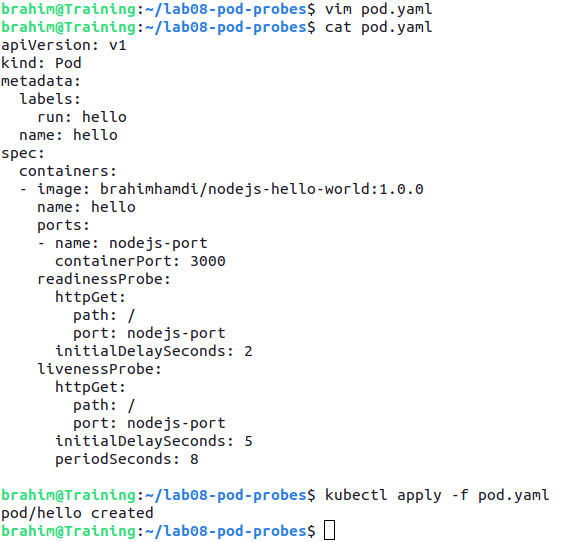 brahim@Training:~/lab08-pod-probes$ vim pod.yaml
brahim@Training:~/lab08-pod-probes$ cat pod.yaml
apiVersion: v1
kind: Pod
metadata:
  labels:
    run: hello
  name: hello
spec:
  containers:
  - image: brahimhamdi/nodejs-hello-world:1.0.0
    name: hello
    ports:
    - name: nodejs-port
      containerPort: 3000
    readinessProbe:
      httpGet:
        path: /
        port: nodejs-port
      initialDelaySeconds: 2
    livenessProbe:
      httpGet:
        path: /
        port: nodejs-port
      initialDelaySeconds: 5
      periodSeconds: 8

brahim@Training:~/lab08-pod-probes$ kubectl apply -f pod.yaml
pod/hello created
brahim@Training:~/lab08-pod-probes$